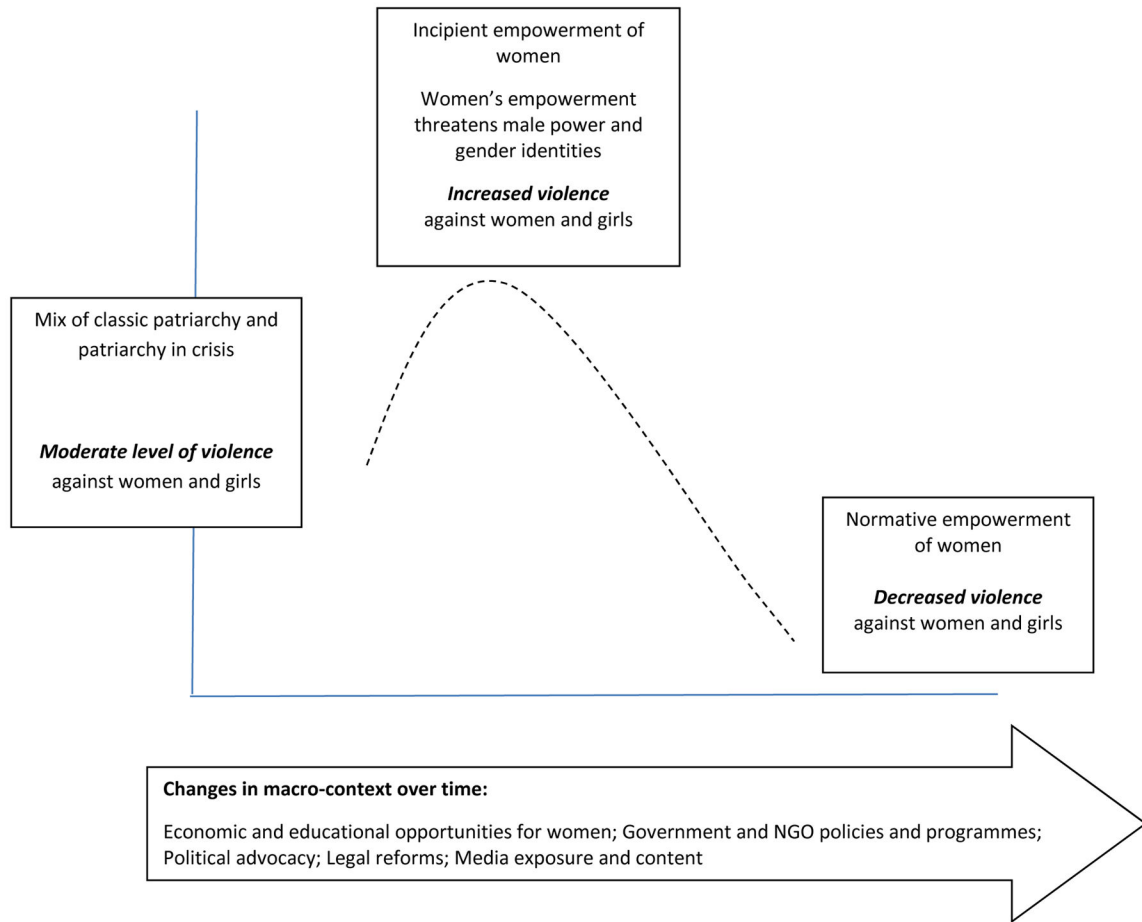 Incipient empowerment of
women
Women’s empowerment
threatens male power and
gender identities
Increased violence
against women and girls
Mix of classic patriarchy and
patriarchy in crisis
Moderate level of violence
against women and girls
Normative empowerment
of women
Decreased violence
against women and girls
Changes in macro-context over time:
Economic and educational opportunities for women; Government and NGO policies and programmes;
Political advocacy; Legal reforms; Media exposure and content